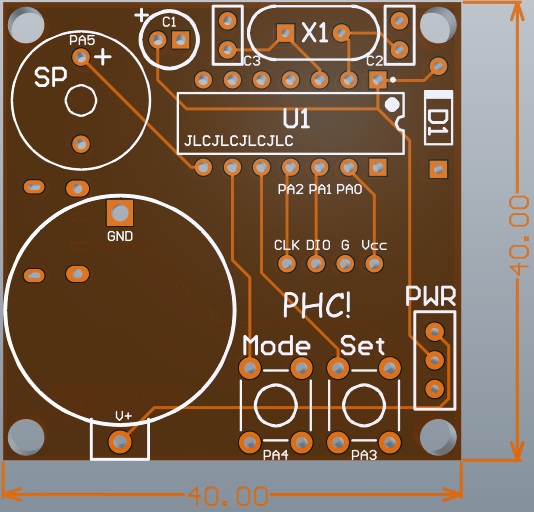 + C1
X1
PA5
+
SP
C3
C2
U1
D1
JLCJLCJLCJLC
PA2 PA1 PA0
GND
CLK DIO G Vcc
40.00
PHC!
PWR
Mode Set
V+
PA4 PA3
40.00